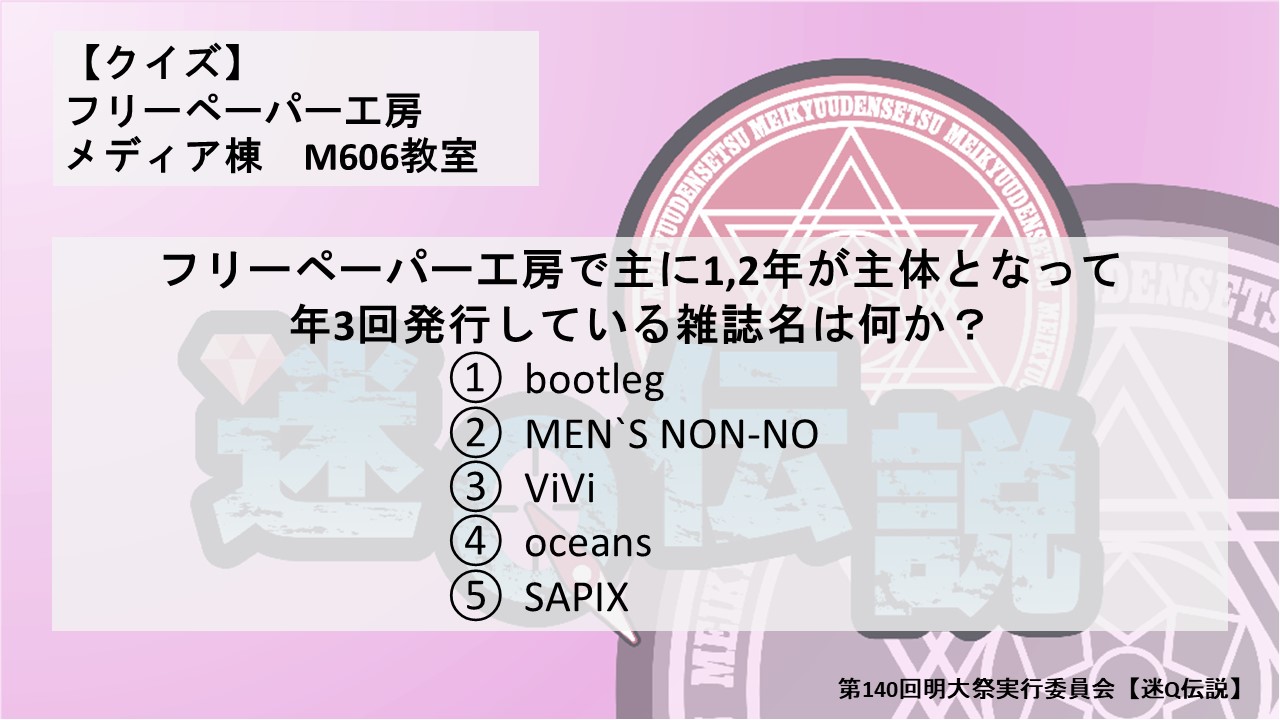 【クイズ】
フリーペーパー工房
メディア棟　M606教室
MEIKYUUDENSETSU MEIKYUUDENSETSU MEIKYUUDENSETSU
フリーペーパー工房で主に1,2年が主体となって
年3回発行している雑誌名は何か？
① bootleg
② MEN`S NON-NO
③ ViVi
④ oceans
⑤ SAPIX
迷Q伝説
第140回明大祭実行委員会【迷Q伝説】